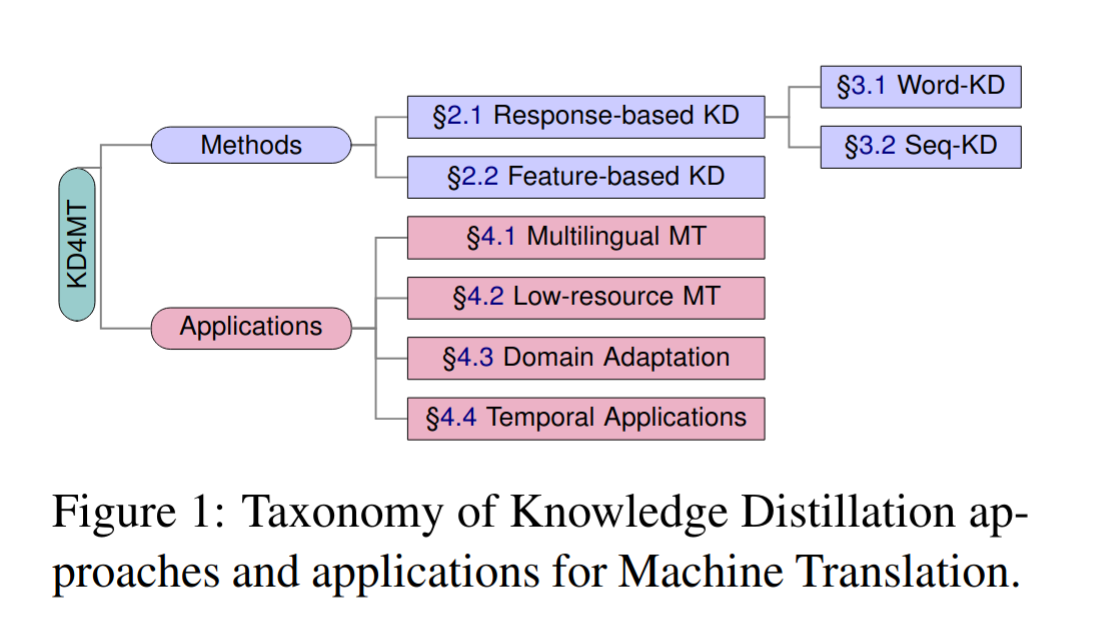 §3.1 Word-KD
§2.1 Response-based KD
§3.2 Seq-KD
Methods
§2.2 Feature-based KD
KD4MT
§4.1 Multilingual MT
§4.2 Low-resource MT
Applications
§4.3 Domain Adaptation
§4.4 Temporal Applications
Figure 1: Taxonomy of Knowledge Distillation ap-
proaches and applications for Machine Translation.